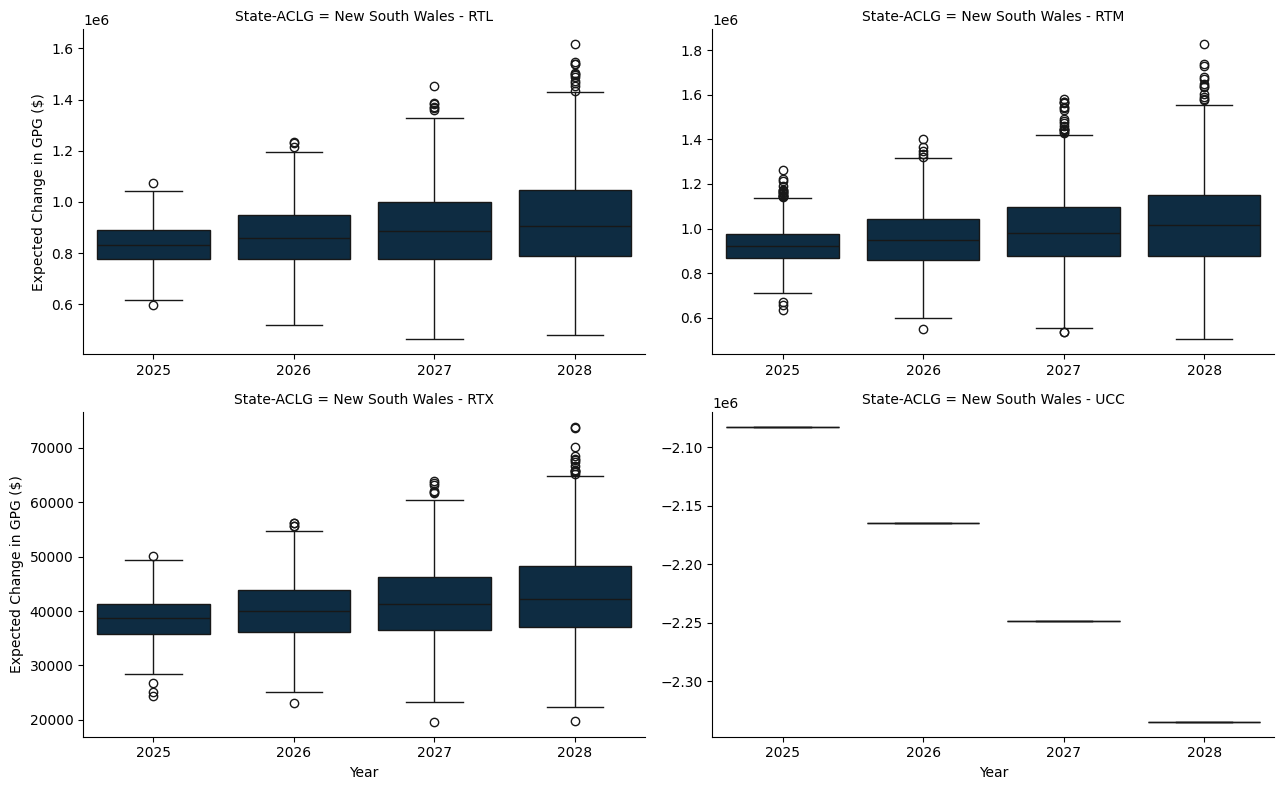 State-ACLG = New South Wales - RTL
1e6
Expected Change in GPG ($)
1.6
1.4
1.2
1.0
0.8
0.6
2025 2026 2027 2028
State-ACLG = New South Wales - RTM
1e6
1.8
1.6
1.4
1.2
1.0
0.8
0.6
2025 2026 2027 2028
State-ACLG = New South Wales - RTX
Expected Change in GPG ($)
70000
60000
50000
40000
30000
20000
2025 2026 2027 2028
Year
State-ACLG = New South Wales - UCC
1e6
−2.10
−2.15
−2.20
−2.25
−2.30
2025 2026 2027 2028
Year